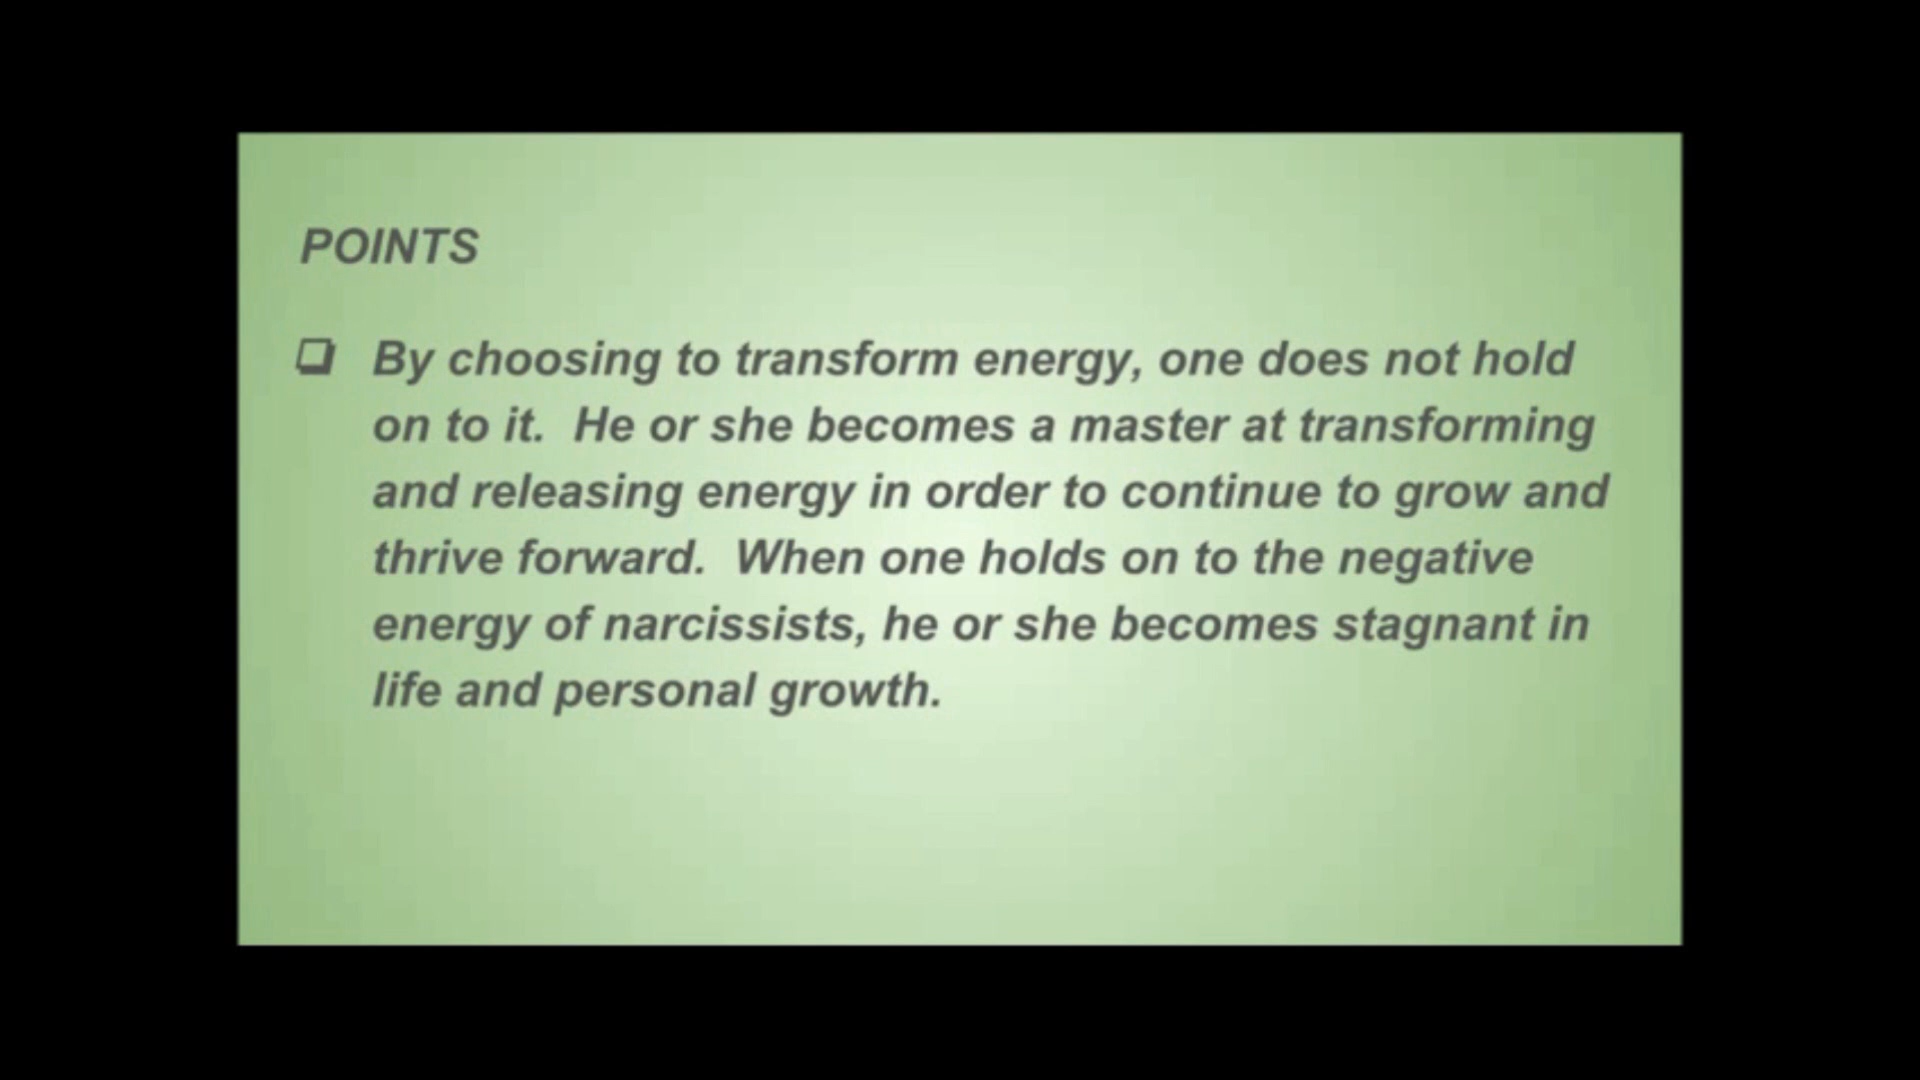 POINTS
❏ By choosing to transform energy, one does not hold
on to it.  He or she becomes a master at transforming
and releasing energy in order to continue to grow and
thrive forward.  When one holds on to the negative
energy of narcissists, he or she becomes stagnant in
life and personal growth.